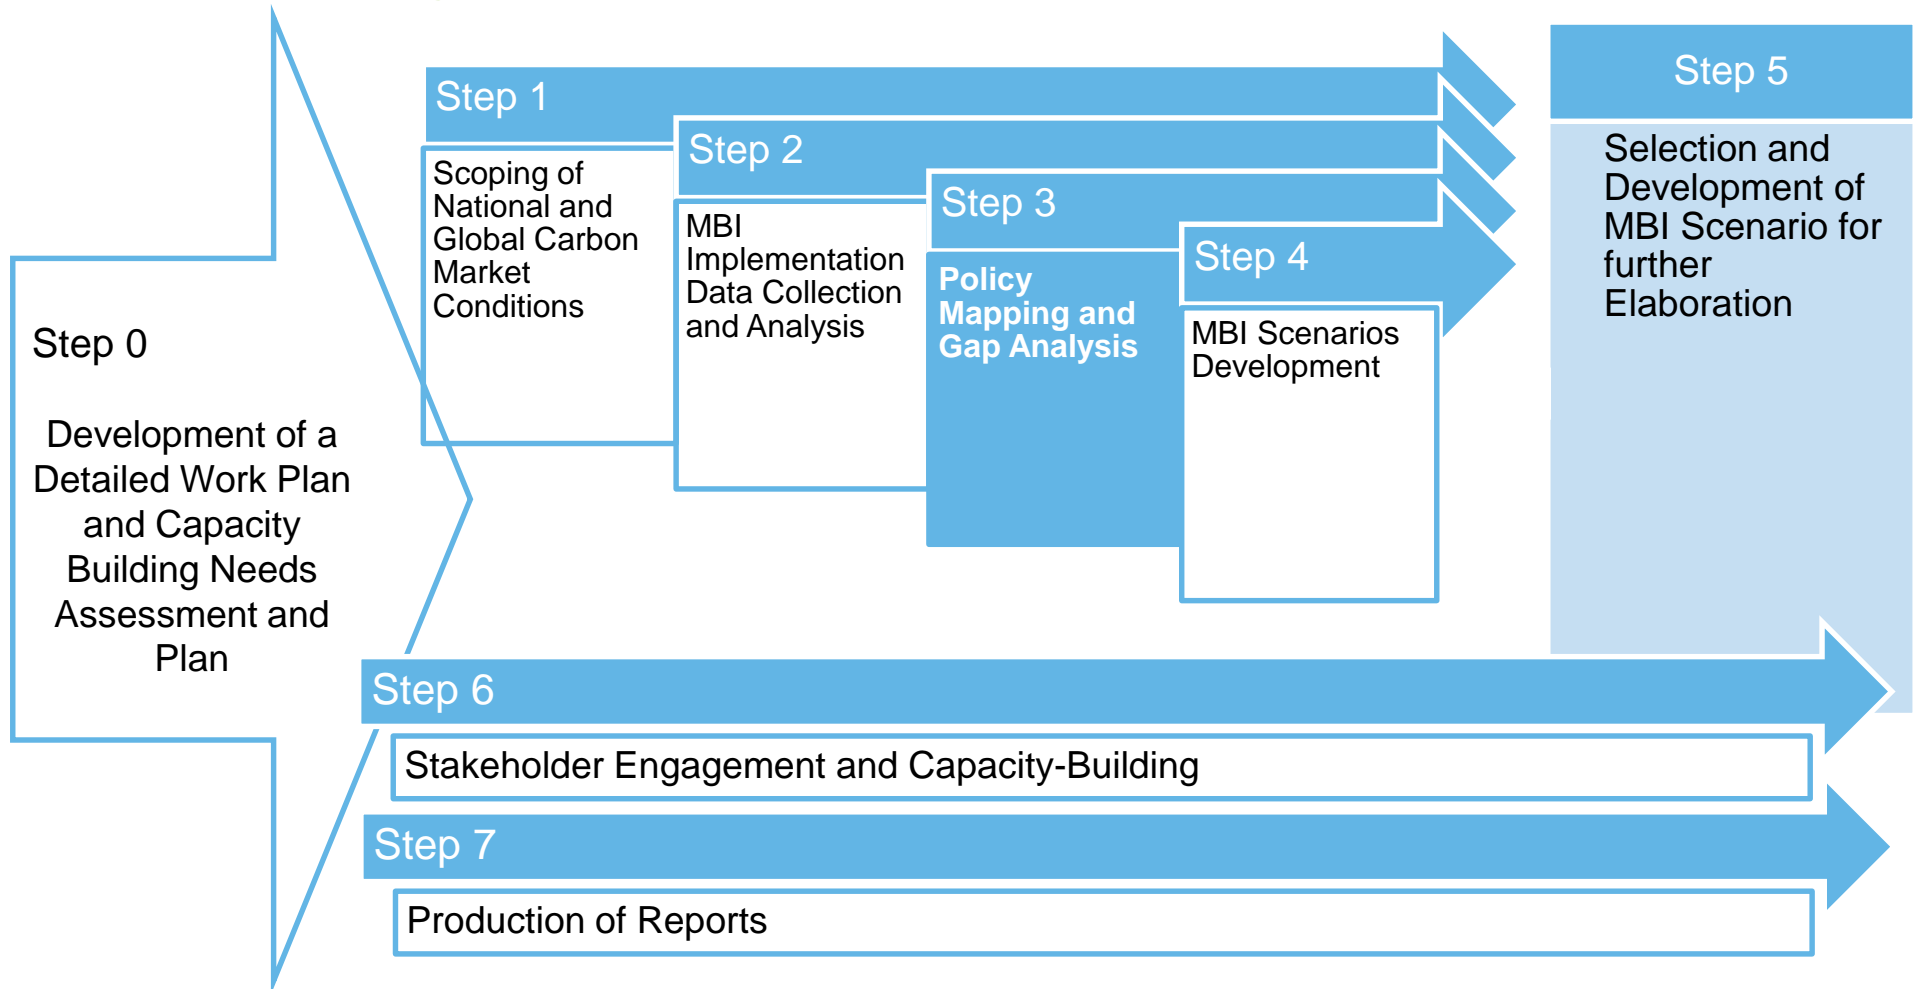 Step 0
Development of a
Detailed Work Plan
and Capacity
Building Needs
Assessment and
Plan
Step 1
Scoping of
National and
Global Carbon
Market
Conditions
Step 2
MBI
Implementation
Data Collection
and Analysis
Step 3
Policy
Mapping and
Gap Analysis
Step 4
MBI Scenarios
Development
Step 5
Selection and
Development of
MBI Scenario for
further
Elaboration
Step 6
Stakeholder Engagement and Capacity-Building
Step 7
Production of Reports